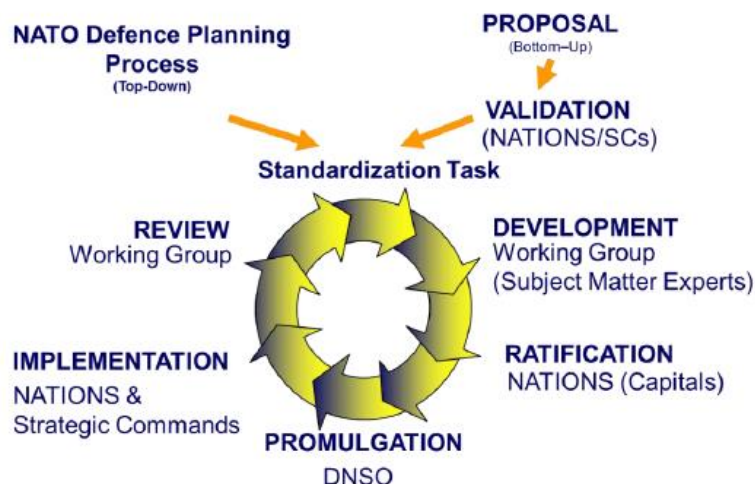 NATO Defence Planning
Process
(Top-Down)
PROPOSAL
(Bottom–Up)
VALIDATION
(NATIONS/SCs)
Standardization Task
DEVELOPMENT
Working Group
(Subject Matter Experts)
RATIFICATION
NATIONS (Capitals)
PROMULGATION
DNSO
IMPLEMENTATION
NATIONS &
Strategic Commands
REVIEW
Working Group